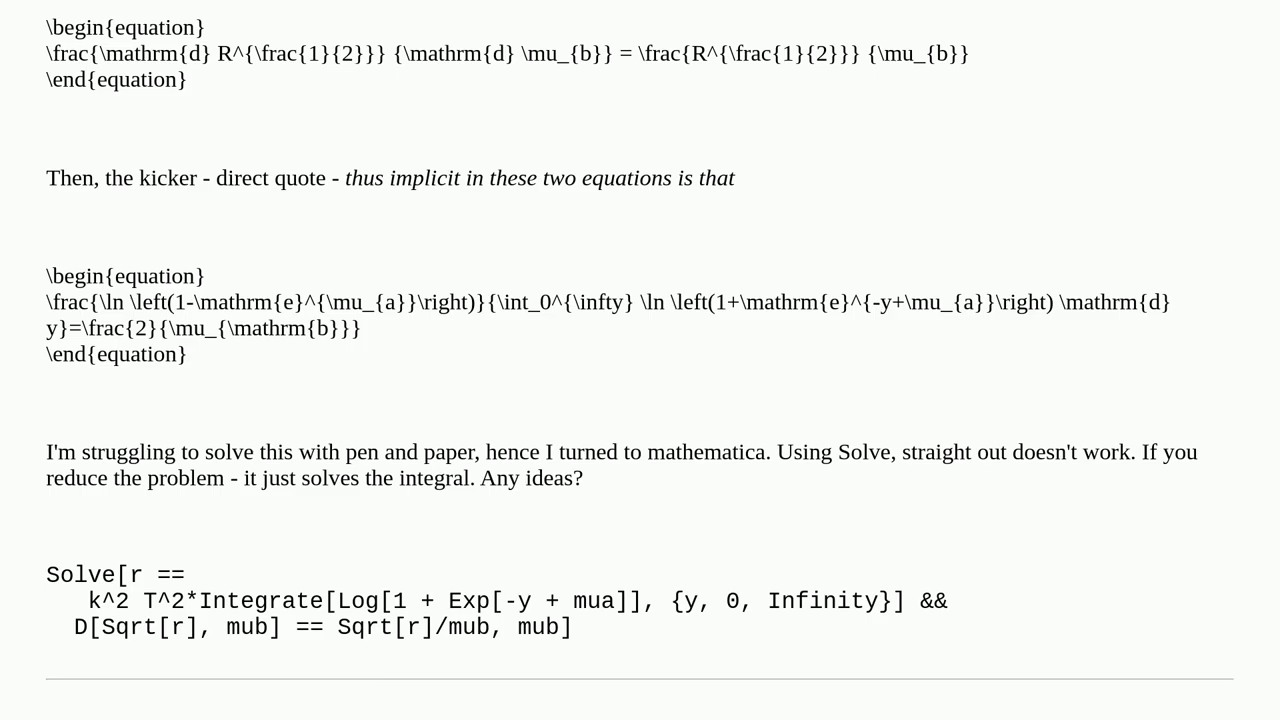 \begin{equation}
\frac{\mathrm{d} R^{\frac{1}{2}}} {\mathrm{d} \mu_{b}} = \frac{R^{\frac{1}{2}}} {\mu_{b}}
\end{equation}
Then, the kicker - direct quote - thus implicit in these two equations is that
\begin{equation}
\frac{\ln \left(1-\mathrm{e}^{\mu_{a}}\right)}{\int_0^{\infty} \ln \left(1+\mathrm{e}^{-y+\mu_{a}}\right) \mathrm{d}
y}=\frac{2}{\mu_{\mathrm{b}}}
\end{equation}
I'm struggling to solve this with pen and paper, hence I turned to mathematica. Using Solve, straight out doesn't work. If you
reduce the problem - it just solves the integral. Any ideas?
Solve[r ==
   k^2 T^2*Integrate[Log[1 + Exp[-y + mua]], {y, 0, Infinity}] &&
  D[Sqrt[r], mub] == Sqrt[r]/mub, mub]